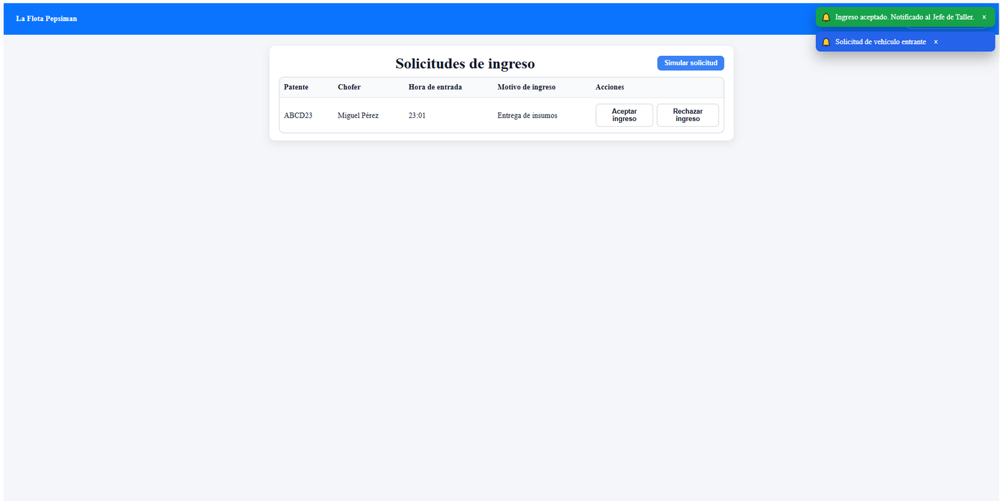 La Flota Pepsiman
Ingreso aceptado. Notificado al Jefe de Taller. x
Solicitud de vehículo entrante x
Solicitudes de ingreso
Simular solicitud
Patente Chofer Hora de entrada Motivo de ingreso Acciones
ABCD23 Miguel Pérez 23:01 Entrega de insumos
Aceptar
ingreso
Rechazar
ingreso